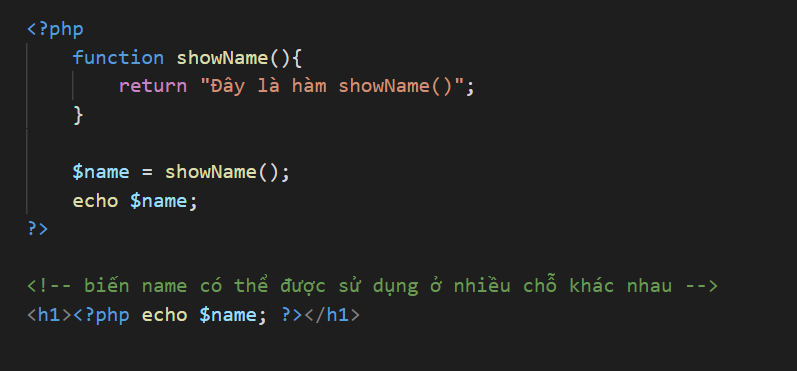 <?php
function showName(){
return "Đây là hàm showName()";
}
$name = showName();
echo $name;
?>
<!-- biến name có thể được sử dụng ở nhiều chỗ khác nhau -->
<h1><?php echo $name; ?></h1>